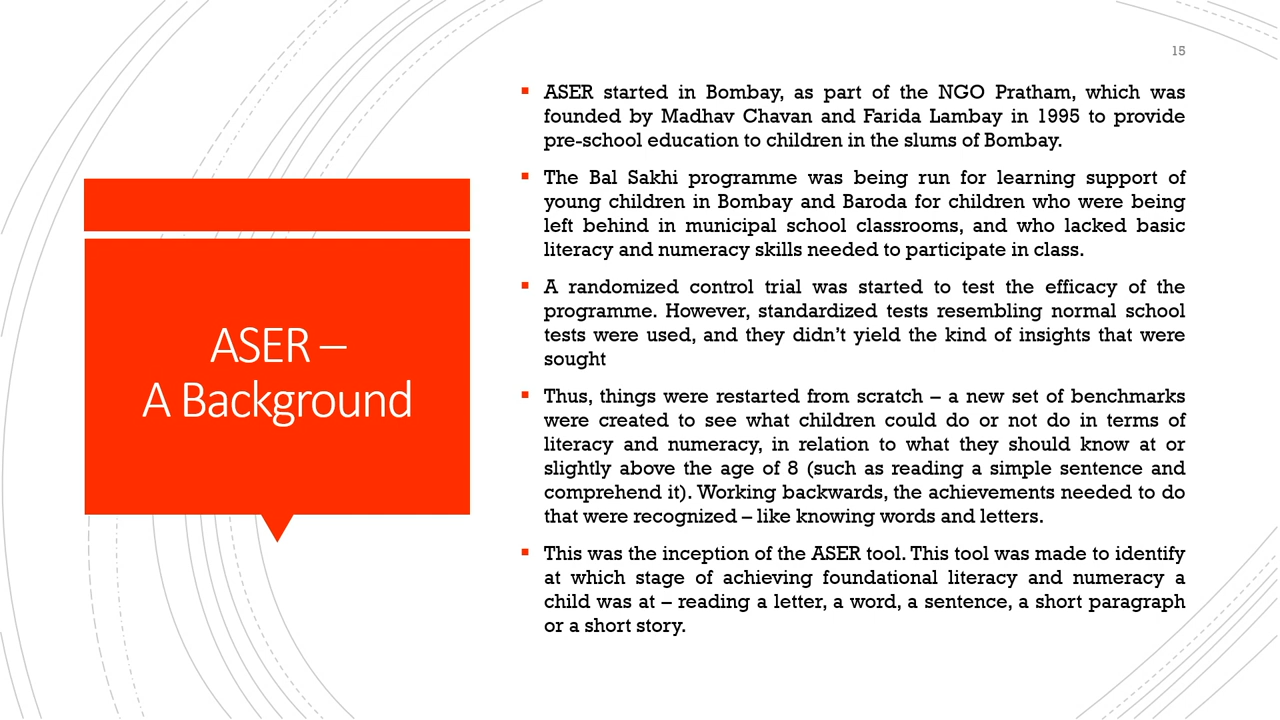 15
ASER –
A Background
▪ ASER started in Bombay, as part of the NGO Pratham, which was
founded by Madhav Chavan and Farida Lambay in 1995 to provide
pre-school education to children in the slums of Bombay.
▪ The Bal Sakhi programme was being run for learning support of
young children in Bombay and Baroda for children who were being
left behind in municipal school classrooms, and who lacked basic
literacy and numeracy skills needed to participate in class.
▪ A randomized control trial was started to test the efficacy of the
programme. However, standardized tests resembling normal school
tests were used, and they didn’t yield the kind of insights that were
sought
▪ Thus, things were restarted from scratch – a new set of benchmarks
were created to see what children could do or not do in terms of
literacy and numeracy, in relation to what they should know at or
slightly above the age of 8 (such as reading a simple sentence and
comprehend it). Working backwards, the achievements needed to do
that were recognized – like knowing words and letters.
▪ This was the inception of the ASER tool. This tool was made to identify
at which stage of achieving foundational literacy and numeracy a
child was at – reading a letter, a word, a sentence, a short paragraph
or a short story.